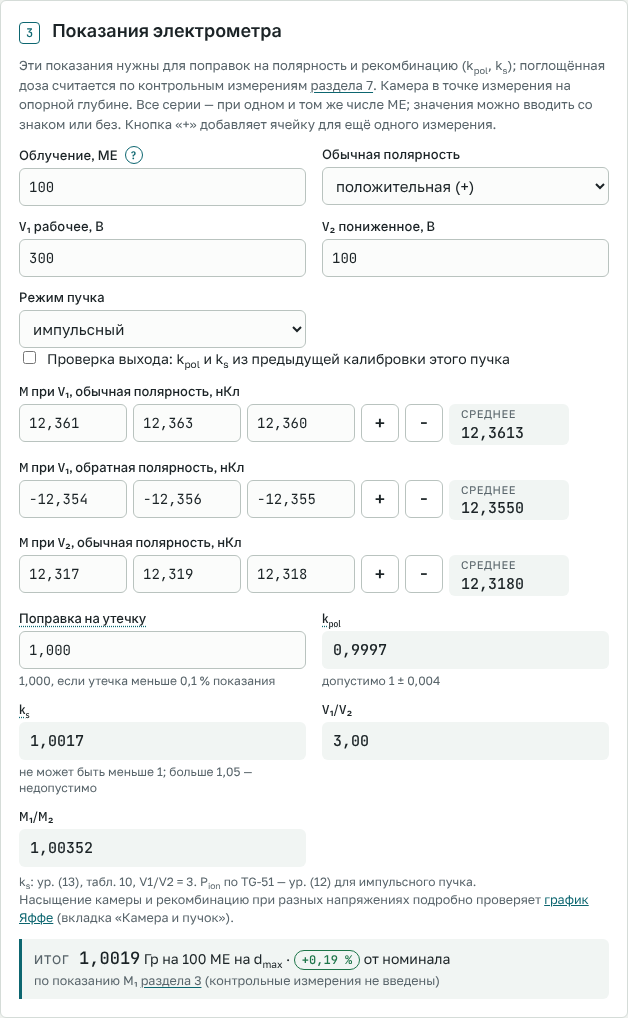 3 Показания электрометра
Эти показания нужны для поправок на полярность и рекомбинацию (kpol, ks); поглощённая
доза считается по контрольным измерениям раздела 7. Камера в точке измерения на
опорной глубине. Все серии — при одном и том же числе МЕ; значения можно вводить со
знаком или без. Кнопка «+» добавляет ячейку для ещё одного измерения.
Облучение, МЕ ? Обычная полярность
100 положительная (+)
V₁ рабочее, В V₂ пониженное, В
300 100
Режим пучка
импульсный
Проверка выхода: kpol и ks из предыдущей калибровки этого пучка
М при V₁, обычная полярность, нКл
12,361 12,363 12,360 + - СРЕДНЕЕ
12,3613
М при V₁, обратная полярность, нКл
-12,354 -12,356 -12,355 + - СРЕДНЕЕ
12,3550
М при V₂, обычная полярность, нКл
12,317 12,319 12,318 + - СРЕДНЕЕ
12,3180
Поправка на утечку kpol
1,000 0,9997
1,000, если утечка меньше 0,1 % показания допустимо 1 ± 0,004
ks V₁/V₂
1,0017 3,00
не может быть меньше 1; больше 1,05 —
недопустимо
M₁/M₂
1,00352
ks: ур. (13), табл. 10, V1/V2 = 3. Pion по TG-51 — ур. (12) для импульсного пучка.
Насыщение камеры и рекомбинацию при разных напряжениях подробно проверяет график
Яффе (вкладка «Камера и пучок»).
ИТОГ 1,0019 Гр на 100 МЕ на dmax · +0,19 % от номинала
по показанию M₁ раздела 3 (контрольные измерения не введены)